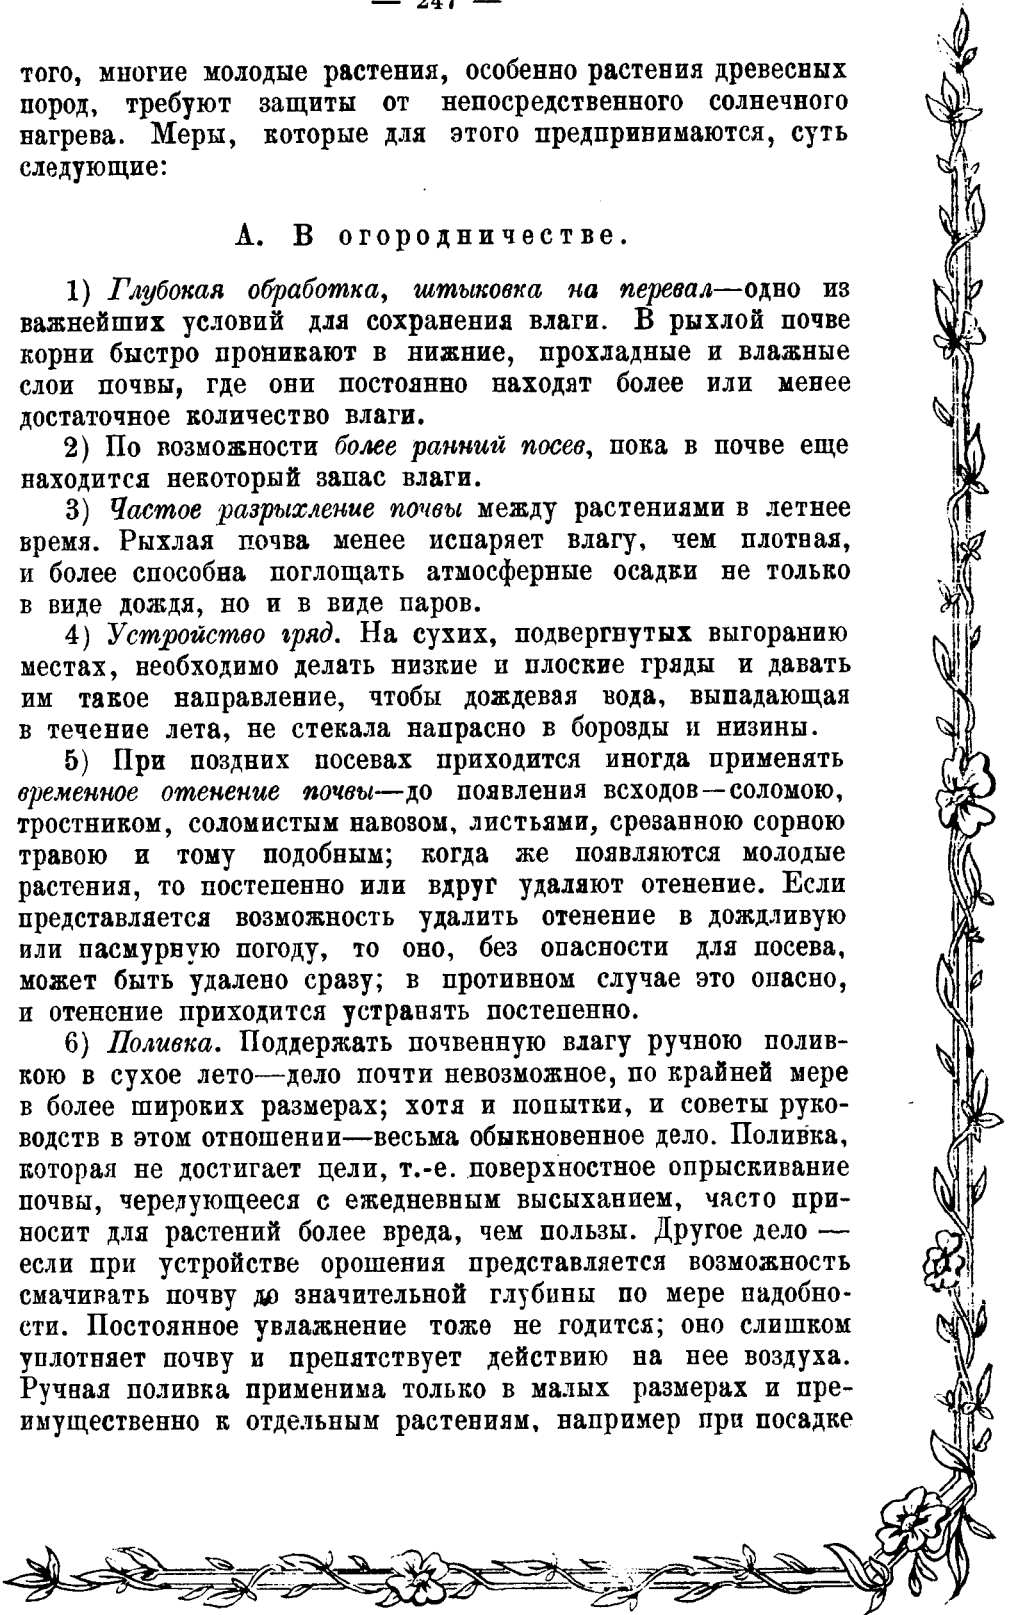 — 247 —
того, многие молодые растения, особенно растения древесных
пород, требуют защиты от непосредственного солнечного
нагрева. Меры, которые для этого предпринимаются, суть
следующие:
А. В огородничестве.
1) Глубокая обработка, штыковка на перевал—одно из
важнейших условий для сохранения влаги. В рыхлой почве
корни быстро проникают в нижние, прохладные и влажные
слои почвы, где они постоянно находят более или менее
достаточное количество влаги.
2) По возможности более ранний посев, пока в почве еще
находится некоторый запас влаги.
3) Частое разрыхление почвы между растениями в летнее
время. Рыхлая почва менее испаряет влагу, чем плотная,
и более способна поглощать атмосферные осадки не только
в виде дождя, но и в виде паров.
4) Устройство гряд. На сухих, подвергнутых выгоранию
местах, необходимо делать низкие и плоские гряды и давать
им такое направление, чтобы дождевая вода, выпадающая
в течение лета, не стекала напрасно в борозды и низины.
5) При поздних посевах приходится иногда применять
временное отенение почвы—до появления всходов—соломою,
тростником, соломистым навозом, листьями, срезанною сорною
травою и тому подобным; когда же появляются молодые
растения, то постепенно или вдруг удаляют отенение. Если
представляется возможность удалить отенение в дождливую
или пасмурную погоду, то оно, без опасности для посева,
может быть удалено сразу; в противном случае это опасно,
и отенение приходится устранять постепенно.
6) Поливка. Поддержать почвенную влагу ручною полив-
кою в сухое лето—дело почти невозможное, по крайней мере
в более широких размерах; хотя и попытки, и советы руко-
водств в этом отношении—весьма обыкновенное дело. Поливка,
которая не достигает цели, т.-е. поверхностное опрыскивание
почвы, чередующееся с ежедневным высыханием, часто при-
носит для растений более вреда, чем пользы. Другое дело —
если при устройстве орошения представляется возможность
смачивать почву до значительной глубины по мере надобно-
сти. Постоянное увлажнение тоже не годится; оно слишком
уплотняет почву и препятствует действию на нее воздуха.
Ручная поливка применима только в малых размерах и пре-
имущественно к отдельным растениям, например при посадке